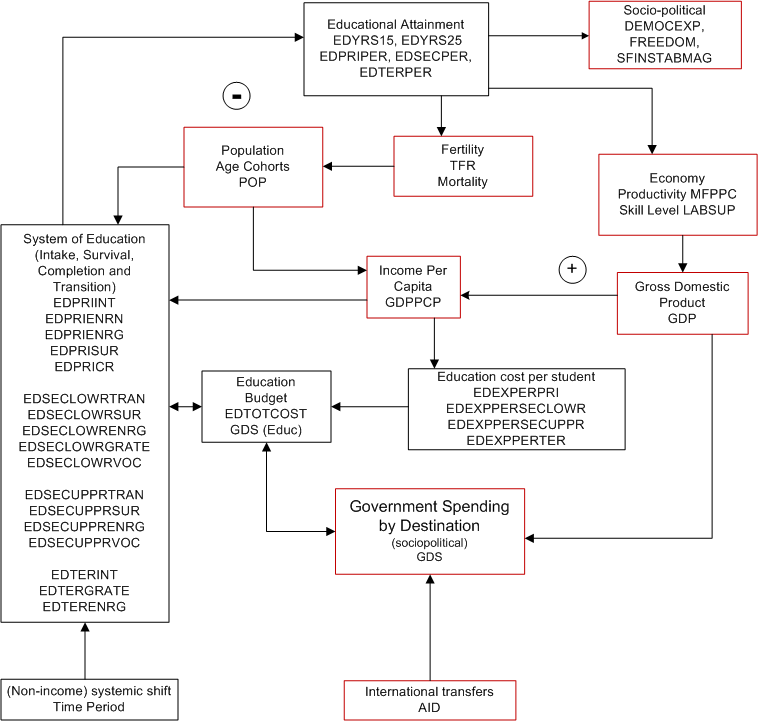 Educational Attainment
EDYRS15, EDYRS25
EDPRIPER, EDSECPER,
EDTERPER
Socio-political
DEMOCEXP,
FREEDOM,
SFINSTABMAG
-
Population
Age Cohorts
POP
Fertility
TFR
Mortality
Economy
Productivity MFPPC
Skill Level LABSUP
System of Education
(Intake, Survival,
Completion and
Transition)
EDPRIINT
EDPRIENRN
EDPRIENRG
EDPRISUR
EDPRICR
EDSECLOWRTRAN
EDSECLOWRSUR
EDSECLOWRENRG
EDSECLOWRGRATE
EDSECLOWRVOC
EDSECUPPRTRAN
EDSECUPPRSUR
EDSECUPPRENRG
EDSECUPPRVOC
EDTERINT
EDTERGRATE
EDTERENRG
Income Per
Capita
GDPPCP
+
Gross Domestic
Product
GDP
Education
Budget
EDTOTCOST
GDS (Educ)
Education cost per student
EDEXPERPRI
EDEXPPERSECLOWR
EDEXPPERSECUPPR
EDEXPPERTER
Government Spending
by Destination
(sociopolitical)
GDS
(Non-income) systemic shift
Time Period
International transfers
AID